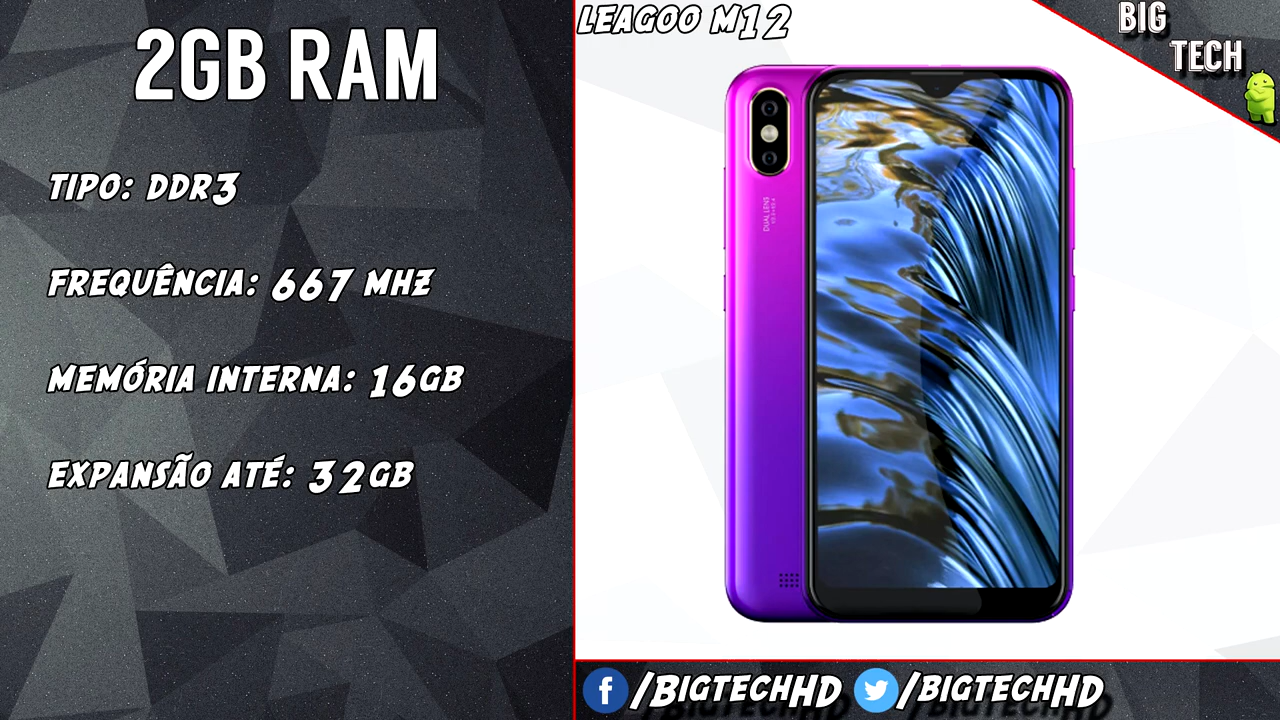 2GB RAM
TIPO: DDR3
FREQUÊNCIA: 667 MHZ
MEMÓRIA INTERNA: 16GB
EXPANSÃO ATÉ: 32GB
LEAGOO M12
BIG
TECH
DUAL LENS
/BIGTECHHD
/BIGTECHHD